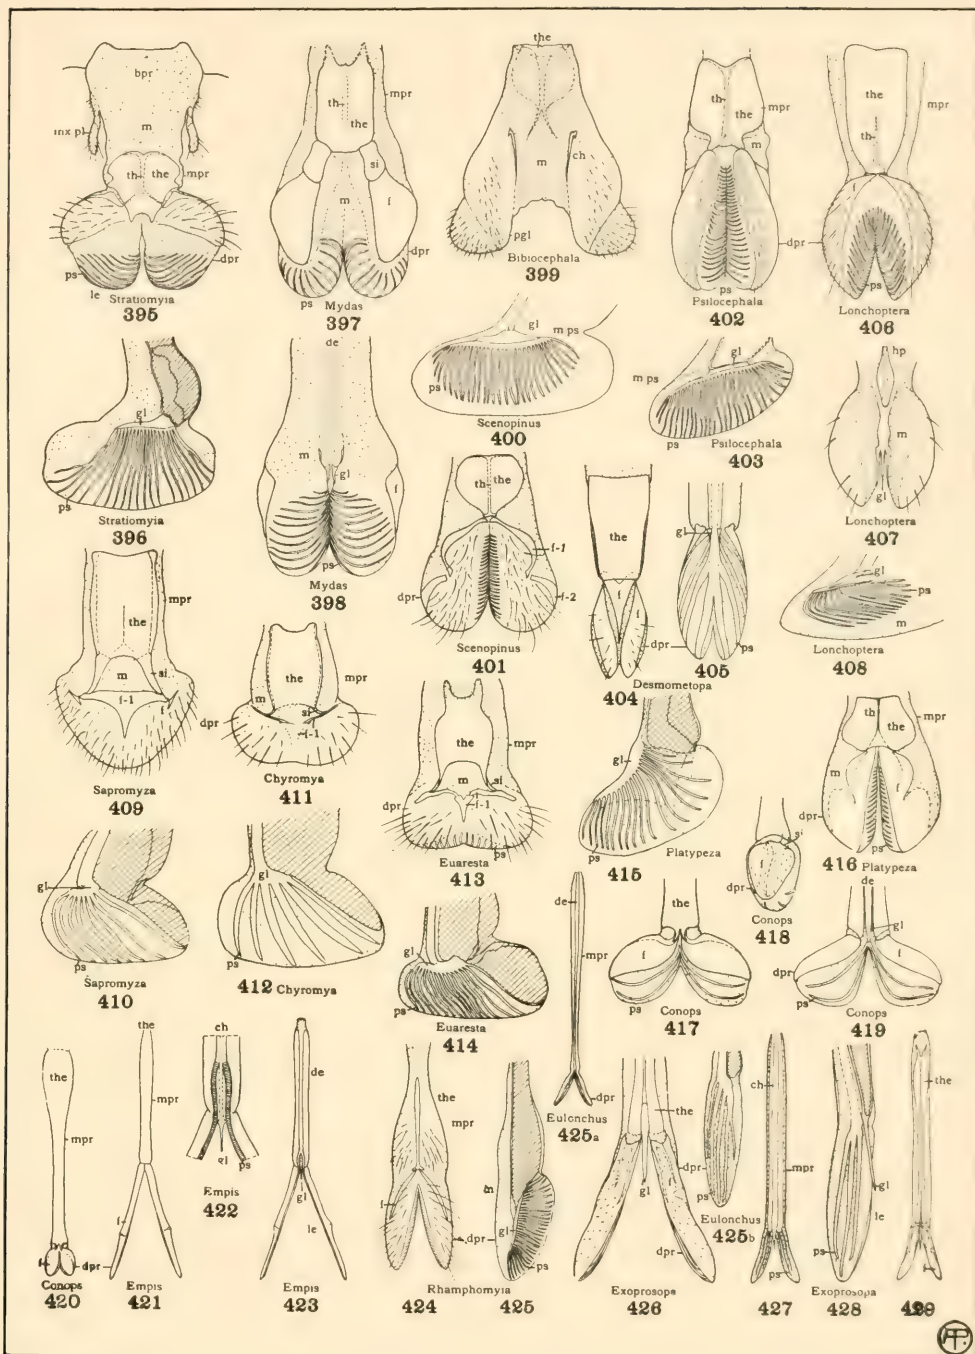 bpr
m
mx pl
th
the
mpr
dpr
ps
le
Stratiomyia
395
th
the
mpr
si
m
f
dpr
ps
Mydas
397
the
m
ch
pgl
Bibiocephala
399
th
the
mpr
m
dpr
ps
Psilocephala
402
the
mpr
th
f
ps
Lonchoptera
406
gl
ps
Stratiomyia
396
de
m
gl
f
ps
Mydas
398
gl
m ps
ps
Scenopinus
400
gl
m ps
ps
Psilocephala
403
hp
m
gl
Lonchoptera
407
th
the
f-1
dpr
f-2
Scenopinus
401
the
f
f
dpr
404
gl
ps
405
Desmometopa
gl
ps
m
Lonchoptera
408
mpr
the
m
si
f-1
f
Sapromyza
409
mpr
the
m
si
f
f-1
dpr
Chyromya
411
the
mpr
m
si
f
f-1
dpr
ps
Euaresta
413
gl
ps
Platypeza
415
th
the
mpr
m
f
dpr
ps
416 Platypeza
gl
ps
Sapromyza
410
gl
ps
412 Chyromya
gl
ps
Euaresta
414
de
mpr
dpr
Eulonchus
425a
the
f
ps
Conops
417
si
f
dpr
Conops
418
de
gl
f
dpr
ps
Conops
419
the
mpr
f
dpr
Conops
420
the
mpr
f
Empis
421
ch
gl
ps
Empis
422
de
gl
le
Empis
423
the
mpr
f
dpr
424
m
gl
ps
425
Rhamphomyia
the
dpr
gl
dpr
Exoprosopa
426
ps
Eulonchus
425b
ch
mpr
ps
427
gl
le
ps
428
Exoprosopa
the
f
429